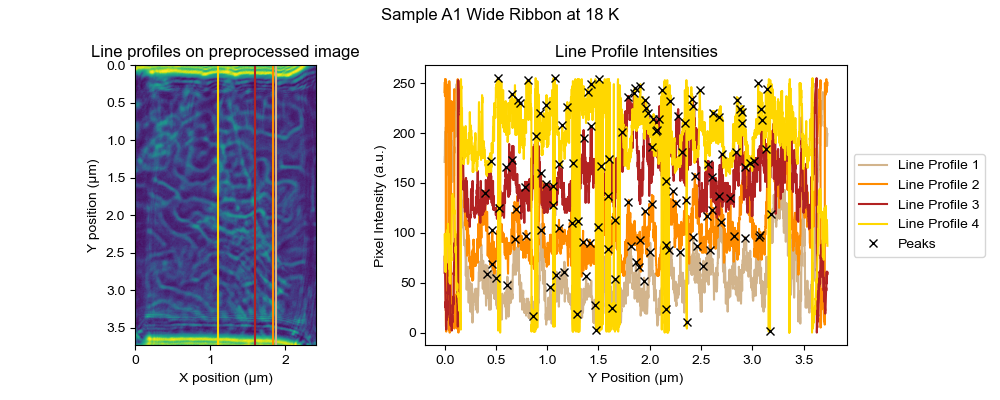 Sample A1 Wide Ribbon at 18 K
Line profiles on preprocessed image
Line Profile Intensities
0.0
0.5
1.0
1.5
2.0
2.5
3.0
3.5
Y position (μm)
0
1
2
X position (μm)
250
200
150
100
50
0
Pixel Intensity (a.u.)
0.0
0.5
1.0
1.5
2.0
2.5
3.0
3.5
Y Position (μm)
Line Profile 1
Line Profile 2
Line Profile 3
Line Profile 4
Peaks